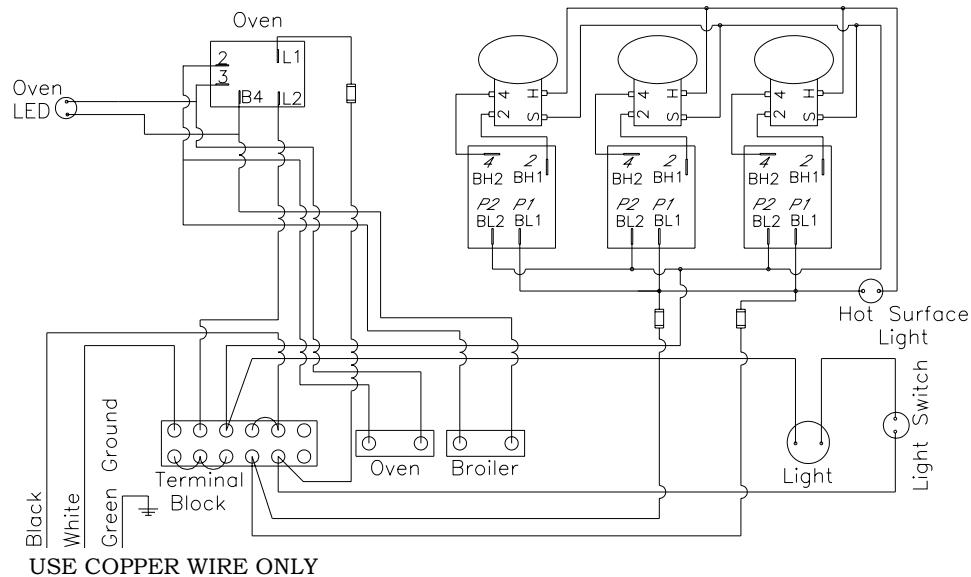 Oven
2
L1
3
B4
L2
Oven
LED
4
H
2
S
4
H
2
S
4
H
2
S
4
2
BH2
BH1
P2
P1
BL2
BL1
4
2
BH2
BH1
P2
P1
BL2
BL1
4
2
BH2
BH1
P2
P1
BL2
BL1
Hot Surface
Light
Light Switch
Light
Oven
Broiler
Terminal
Block
Black
White
Green Ground
USE COPPER WIRE ONLY